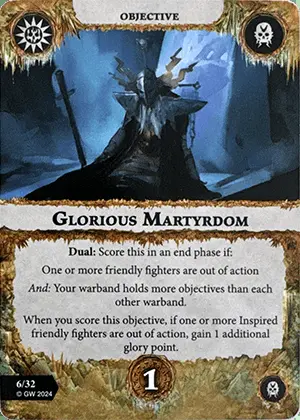 OBJECTIVE
GLORIOUS MARTYRDOM
Dual: Score this in an end phase if:
One or more friendly fighters are out of action
And: Your warband holds more objectives than each
other warband.
When you score this objective, if one or more Inspired
friendly fighters are out of action, gain 1 additional
glory point.
6/32
© GW 2024
1